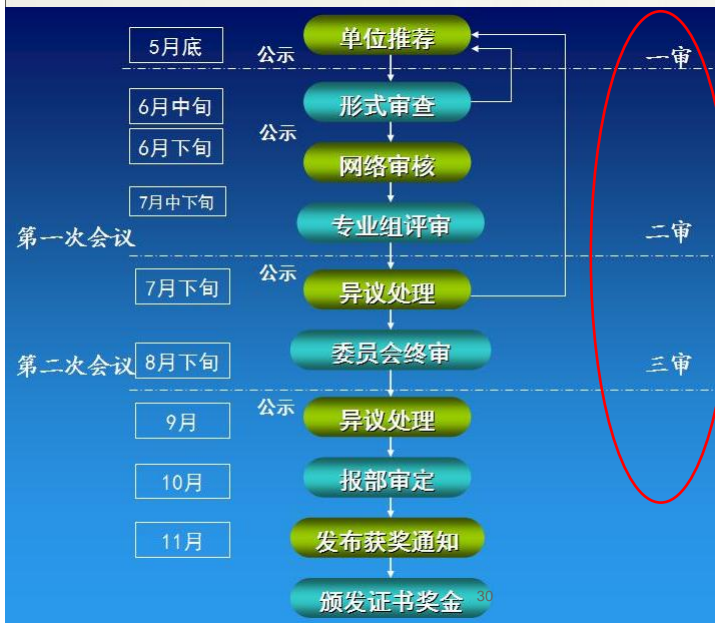 单位推荐
5月底
公示
一审
6月中旬
形式审查
公示
6月下旬
网络审核
7月中下旬
专业组评审
第一次会议
二审
公示
7月下旬
异议处理
第二次会议
8月下旬
委员会终审
三审
公示
9月
异议处理
10月
报部审定
11月
发布获奖通知
颁发证书奖金
30